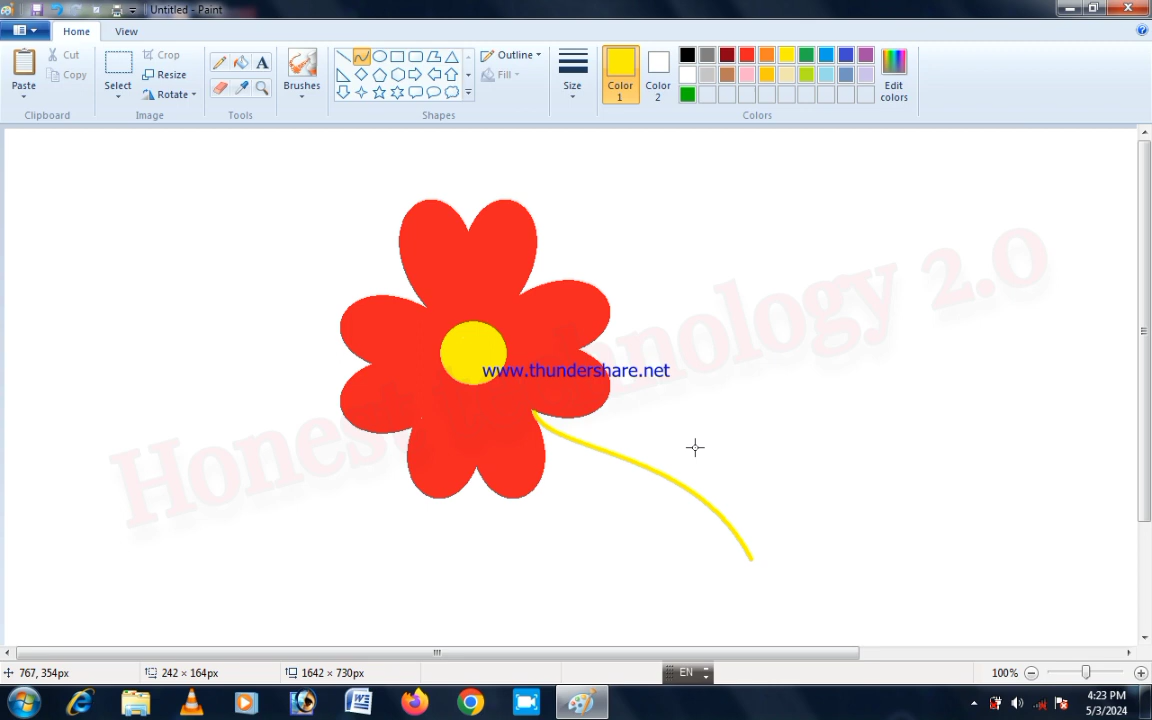 Untitled - Paint
Home
View
Paste
Cut
Copy
Clipboard
Select
Crop
Resize
Rotate
Image
A
Tools
Brushes
Shapes
Outline
Fill
Size
Color 1
Color 2
Edit colors
Colors
www.thundershare.net
767, 354px
242 × 164px
1642 × 730px
EN
100%
4:23 PM
5/3/2024